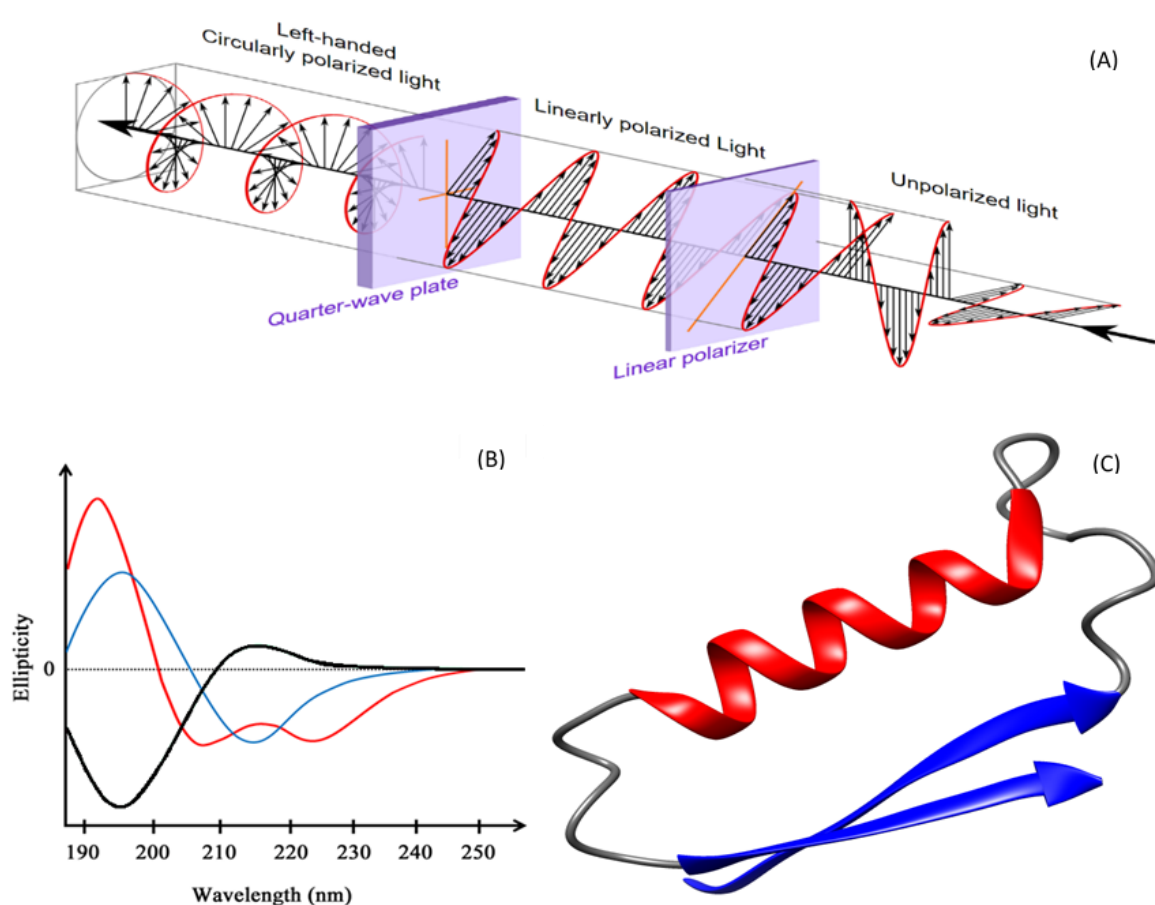 (A)
Left-handed
Circularly polarized light
Linearly polarized Light
Unpolarized light
Quarter-wave plate
Linear polarizer
(B)
Ellipticity
0
190 200 210 220 230 240 250
Wavelength (nm)
(C)